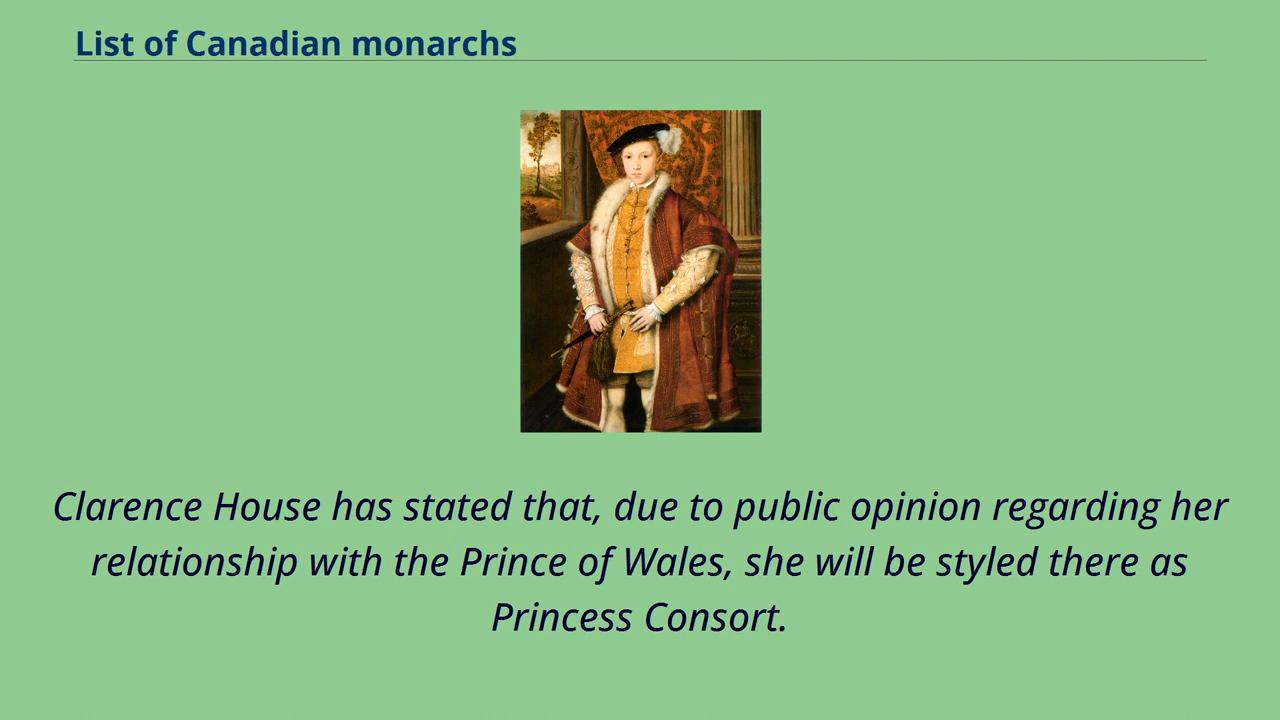 List of Canadian monarchs
Clarence House has stated that, due to public opinion regarding her
relationship with the Prince of Wales, she will be styled there as
Princess Consort.